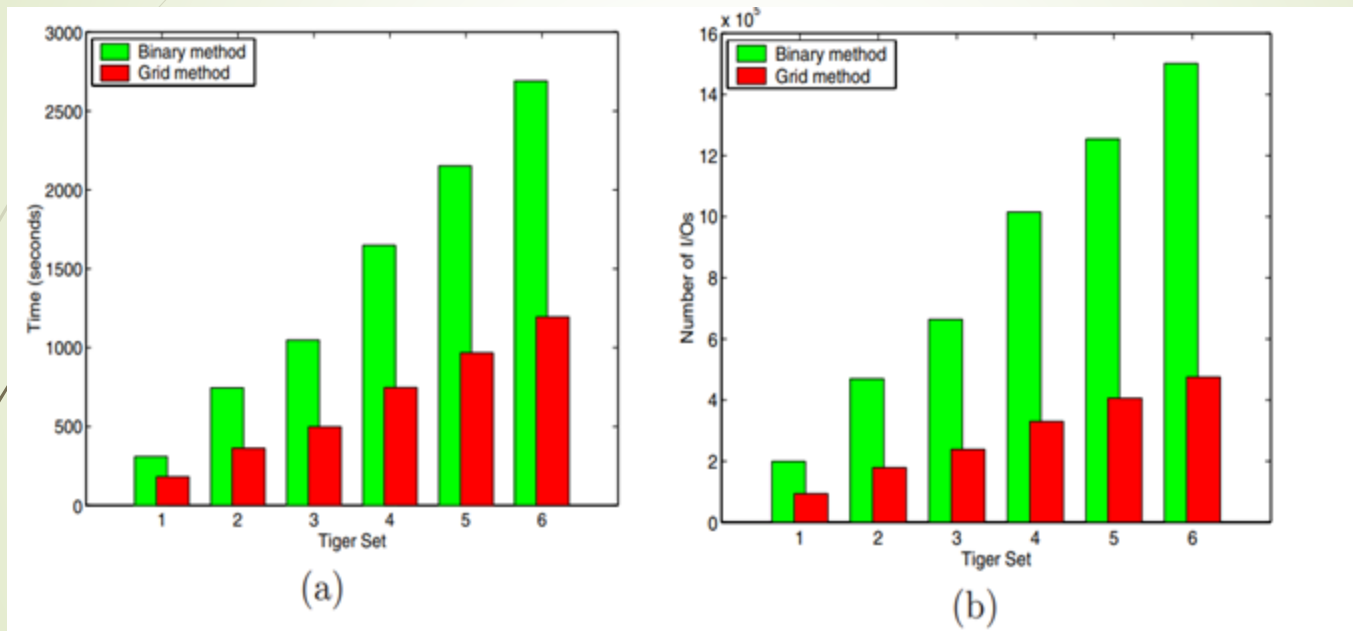 3000
2500
2000
1500
1000
500
0
Time (seconds)
Binary method
Grid method
1 2 3 4 5 6
Tiger Set
(a)
x 10⁵
16
14
12
10
8
6
4
2
0
Number of I/Os
Binary method
Grid method
1 2 3 4 5 6
Tiger Set
(b)